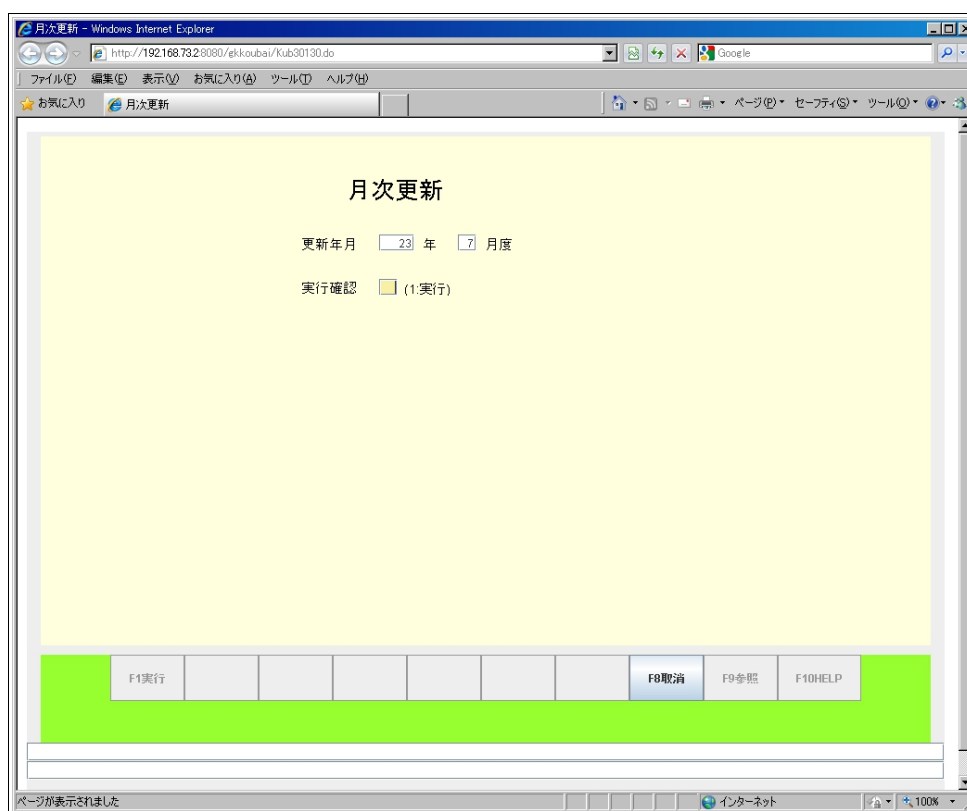 月次更新 - Windows Internet Explorer
http://192.168.73.2:8080/gkkoubai/Kub30130.do
Google
ファイル(F) 編集(E) 表示(V) お気に入り(A) ツール(T) ヘルプ(H)
お気に入り 月次更新 ページ(P) セーフティ(S) ツール(O)
月次更新
更新年月 23 年 7 月度
実行確認 (1:実行)
F1実行 F8取消 F9参照 F10HELP
ページが表示されました インターネット 100%